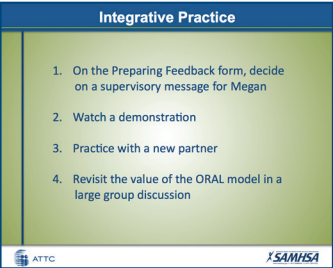 Integrative Practice
1. On the Preparing Feedback form, decide
on a supervisory message for Megan
2. Watch a demonstration
3. Practice with a new partner
4. Revisit the value of the ORAL model in a
large group discussion
ATTC
SAMHSA